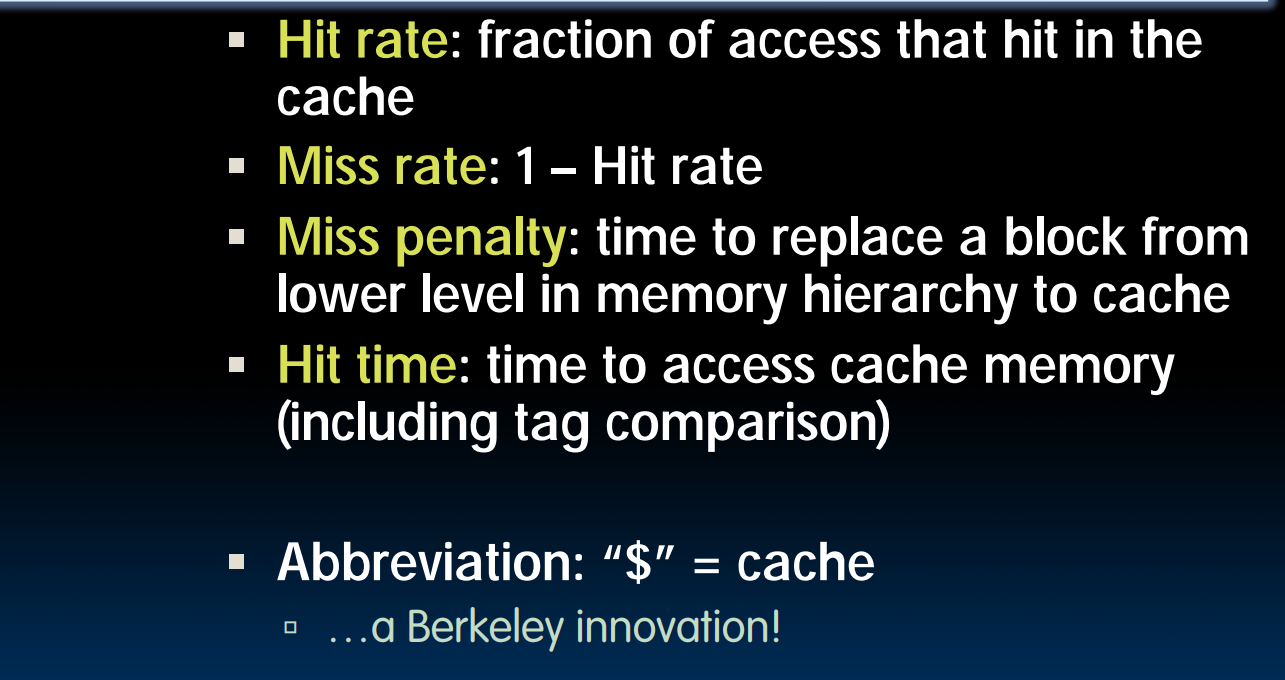 Hit rate: fraction of access that hit in the
cache
Miss rate: 1 – Hit rate
Miss penalty: time to replace a block from
lower level in memory hierarchy to cache
Hit time: time to access cache memory
(including tag comparison)
Abbreviation: “$” = cache
…a Berkeley innovation!